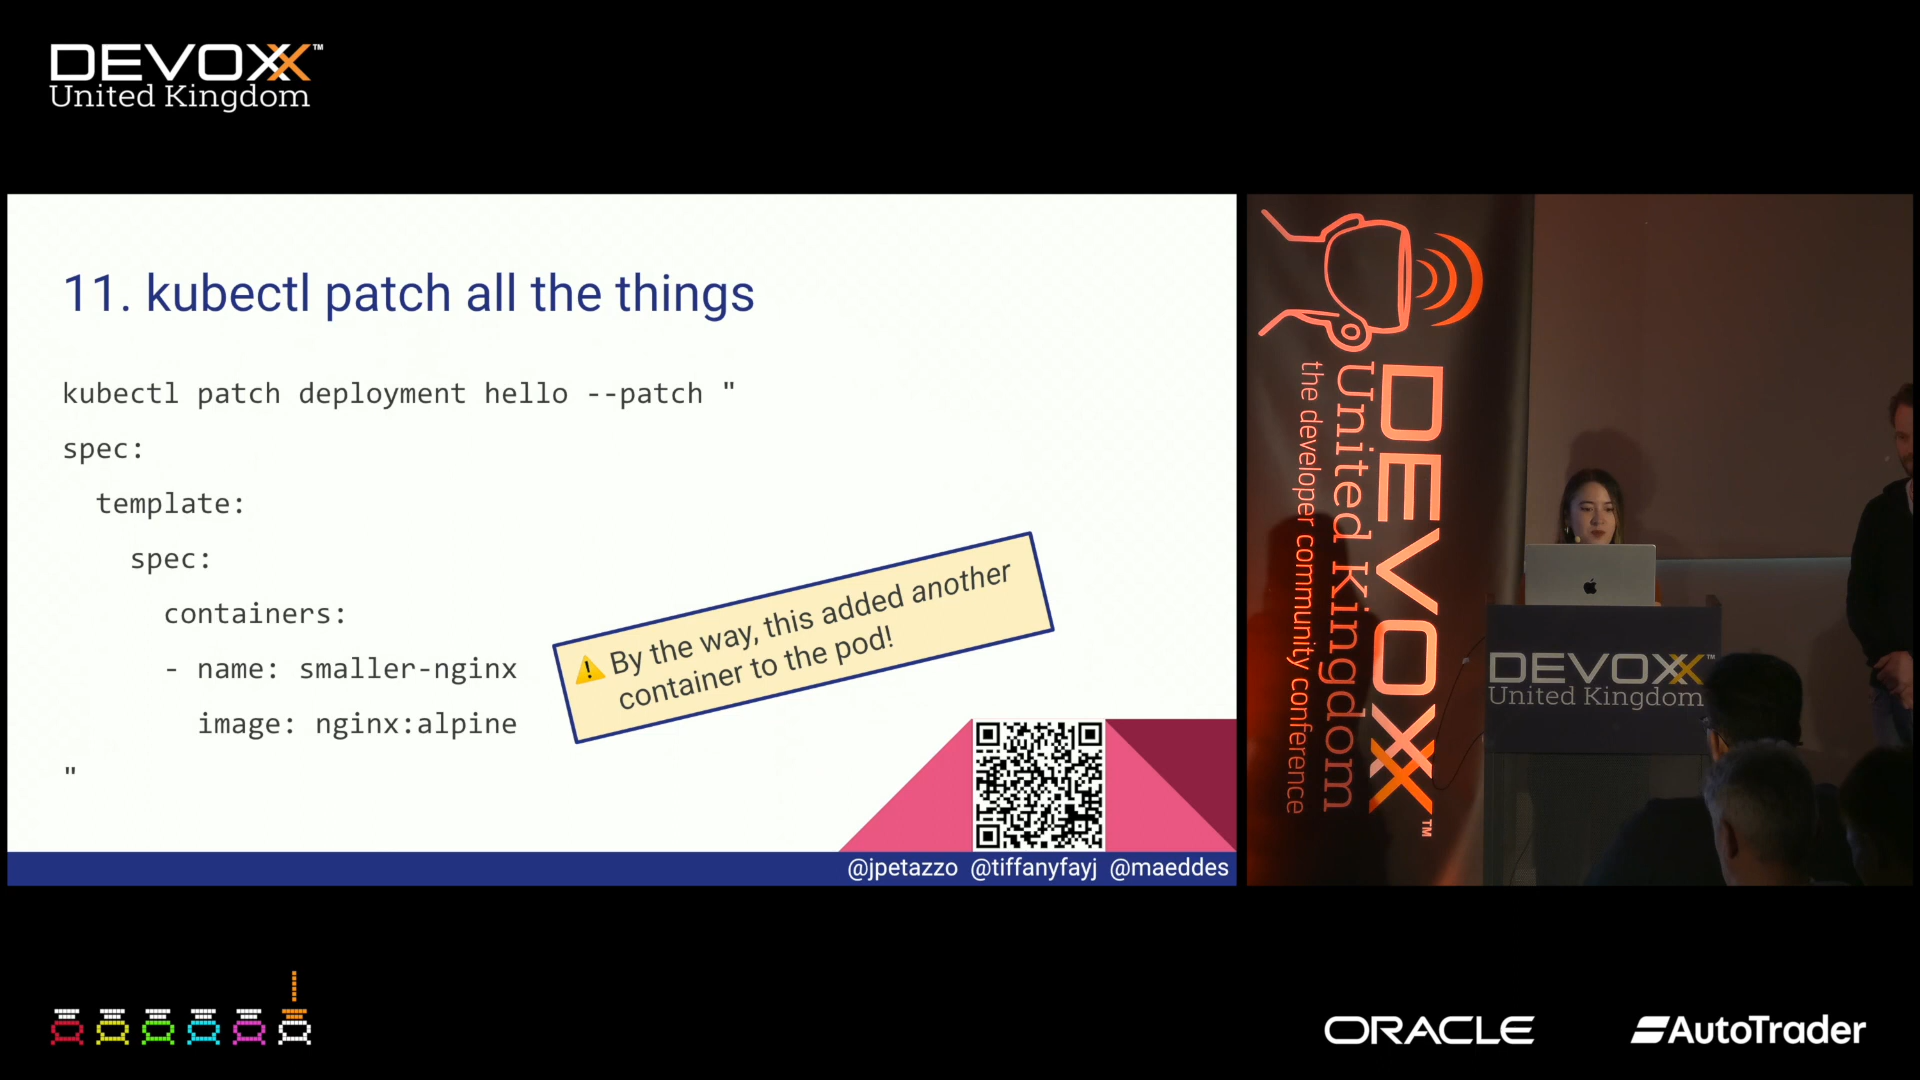 DEVOXX™
United Kingdom
11. kubectl patch all the things
kubectl patch deployment hello --patch "
spec:
  template:
    spec:
      containers:
      - name: smaller-nginx
        image: nginx:alpine
"
⚠ By the way, this added another
container to the pod!
@jpetazzo @tiffanyfayj @maeddes
DEVOXX™
United Kingdom
the developer community conference
DEVOXX™
United Kingdom
ORACLE
AutoTrader